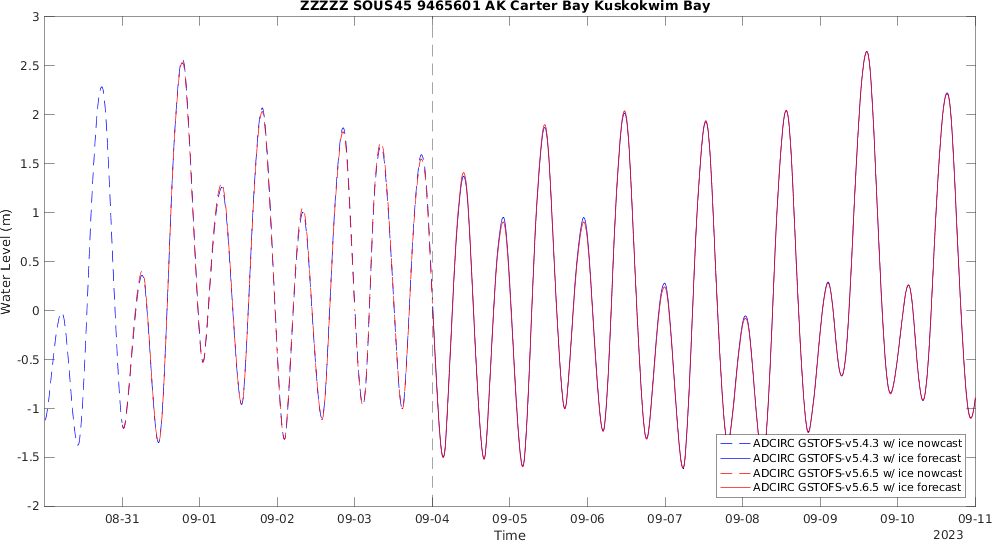 ZZZZZ SOUS45 9465601 AK Carter Bay Kuskokwim Bay
Water Level (m)
3
2.5
2
1.5
1
0.5
0
-0.5
-1
-1.5
-2
ADCIRC GSTOFS-v5.4.3 w/ ice nowcast
ADCIRC GSTOFS-v5.4.3 w/ ice forecast
ADCIRC GSTOFS-v5.6.5 w/ ice nowcast
ADCIRC GSTOFS-v5.6.5 w/ ice forecast
08-31 09-01 09-02 09-03 09-04 09-05 09-06 09-07 09-08 09-09 09-10 09-11
Time
2023